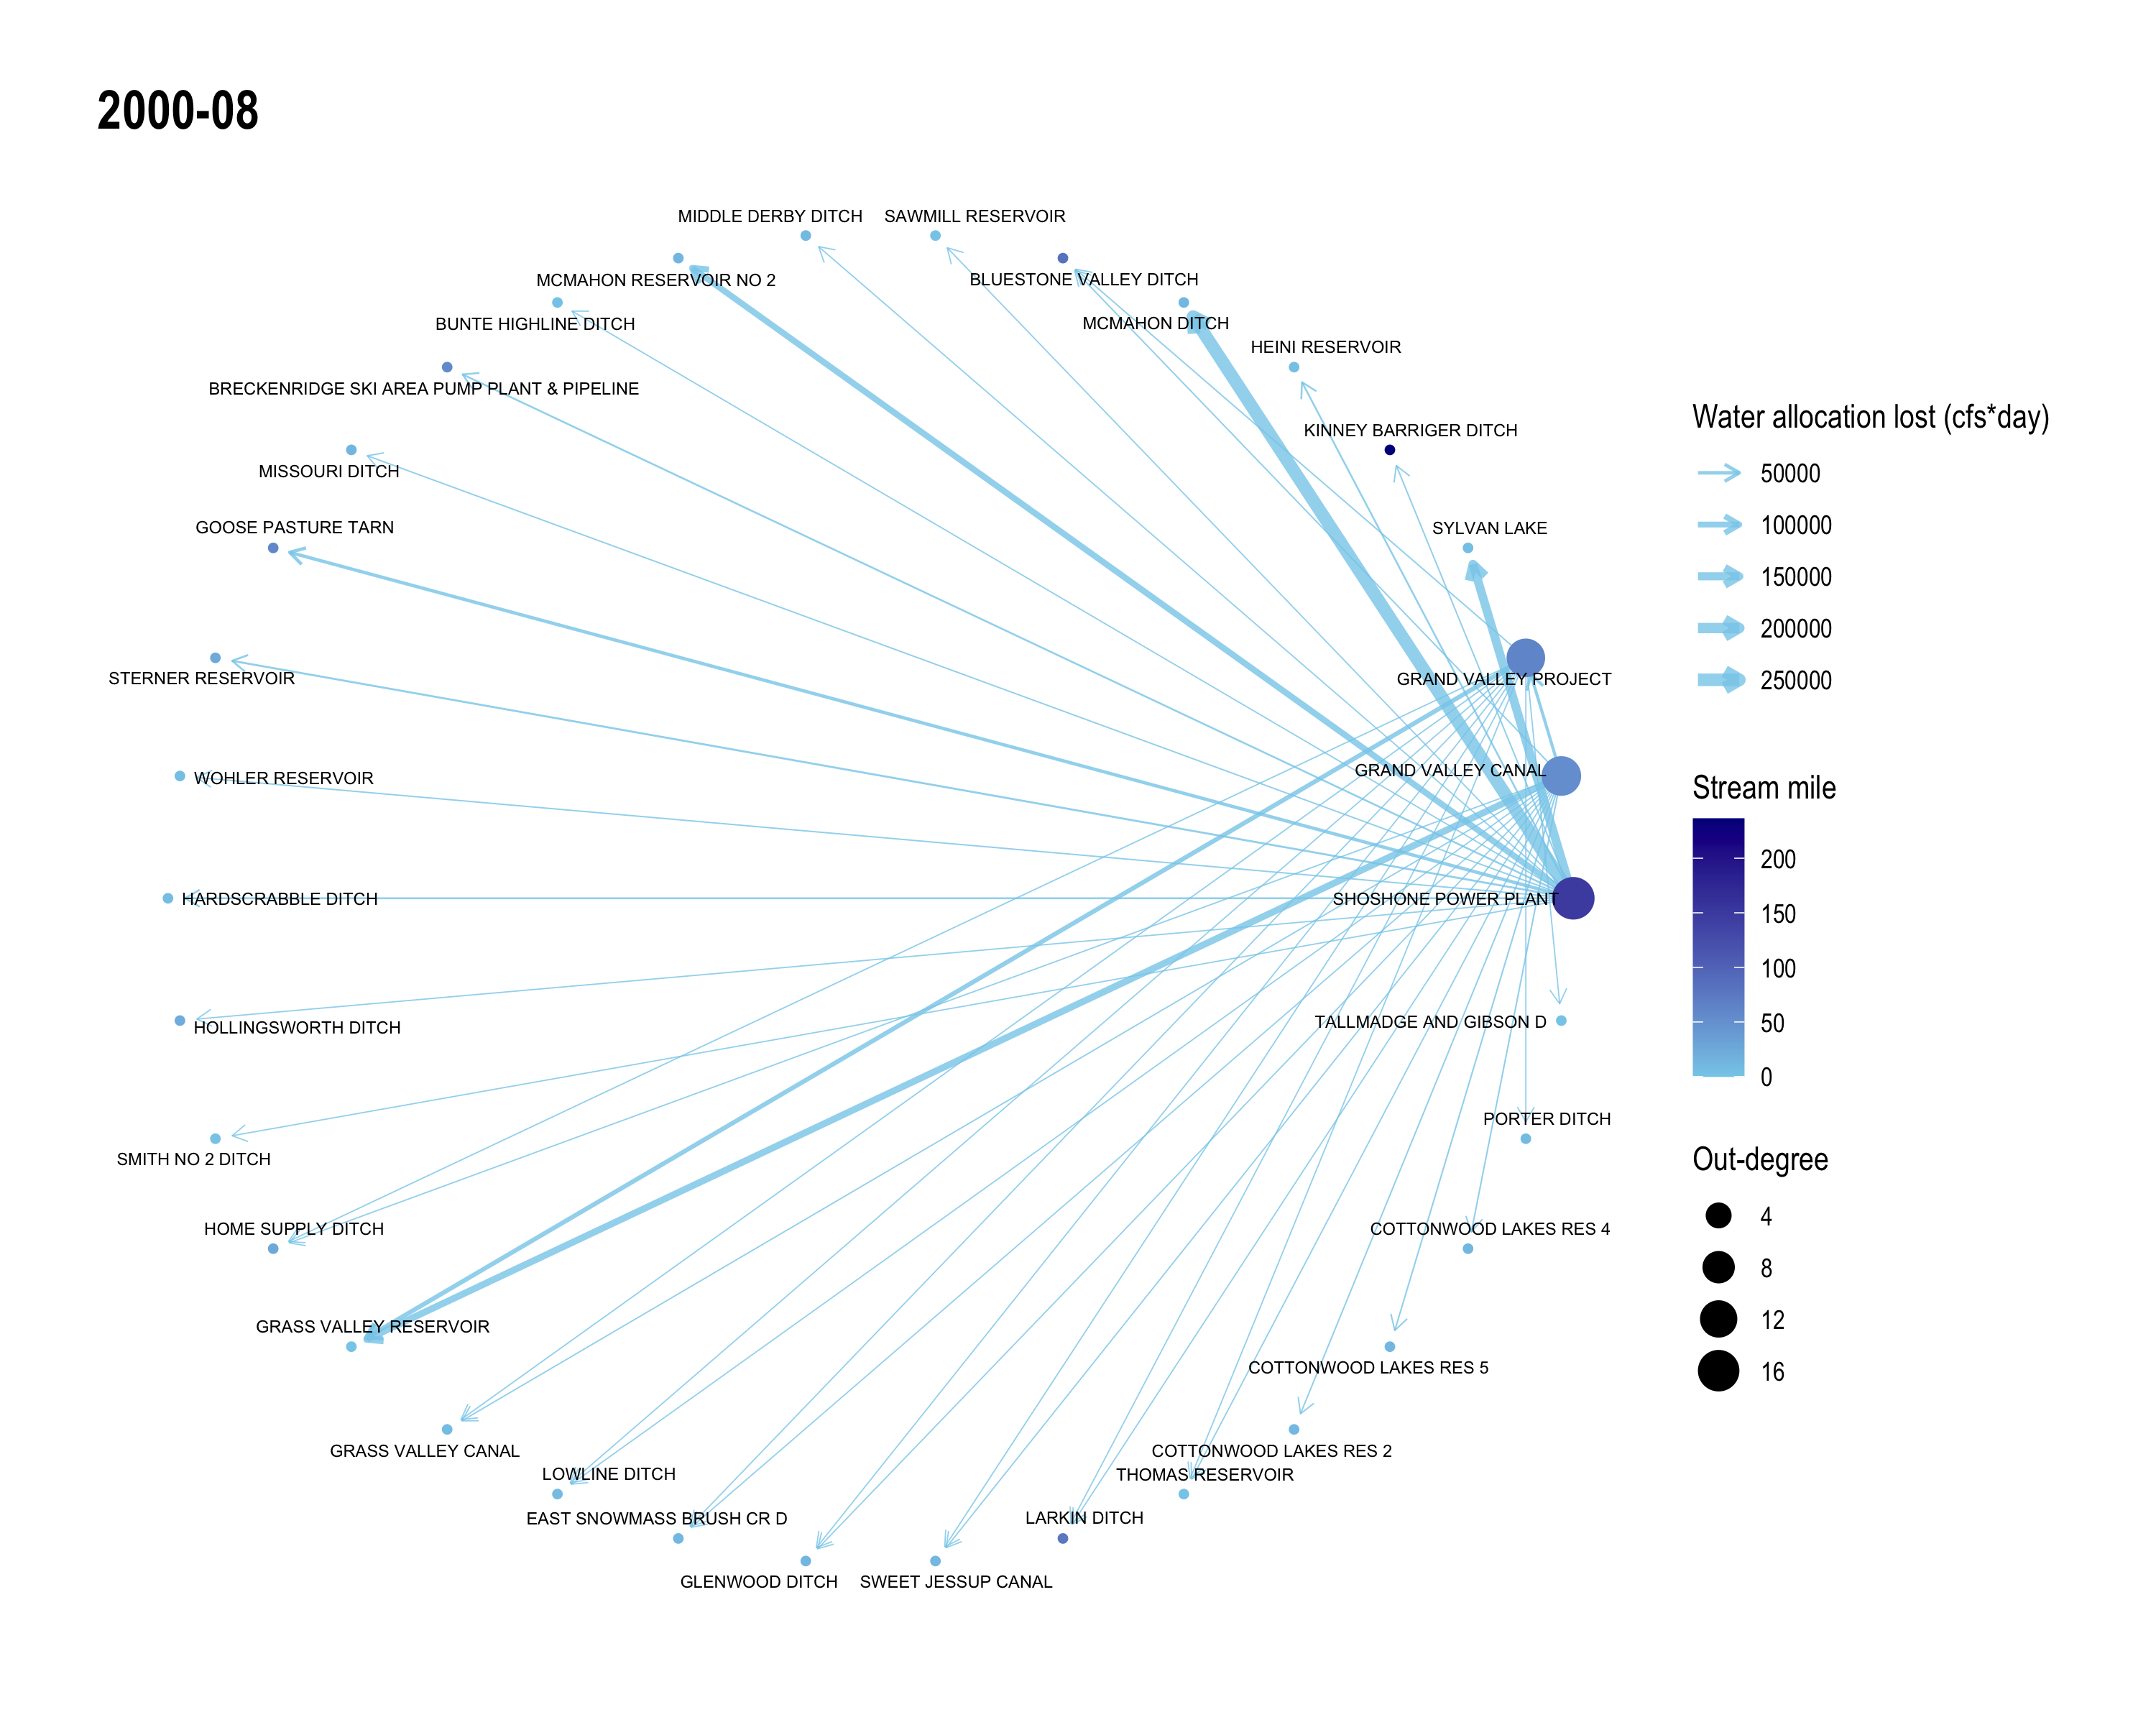 2000-08
MIDDLE DERBY DITCH
SAWMILL RESERVOIR
MCMAHON RESERVOIR NO 2
BLUESTONE VALLEY DITCH
BUNTE HIGHLINE DITCH
MCMAHON DITCH
HEINI RESERVOIR
BRECKENRIDGE SKI AREA PUMP PLANT & PIPELINE
KINNEY BARRIGER DITCH
MISSOURI DITCH
GOOSE PASTURE TARN
SYLVAN LAKE
STERNER RESERVOIR
GRAND VALLEY PROJECT
WOHLER RESERVOIR
GRAND VALLEY CANAL
HARDSCRABBLE DITCH
SHOSHONE POWER PLANT
HOLLINGSWORTH DITCH
TALLMADGE AND GIBSON D
SMITH NO 2 DITCH
PORTER DITCH
HOME SUPPLY DITCH
COTTONWOOD LAKES RES 4
GRASS VALLEY RESERVOIR
COTTONWOOD LAKES RES 5
GRASS VALLEY CANAL
COTTONWOOD LAKES RES 2
LOWLINE DITCH
THOMAS RESERVOIR
EAST SNOWMASS BRUSH CR D
LARKIN DITCH
GLENWOOD DITCH
SWEET JESSUP CANAL
Water allocation lost (cfs*day)
50000
100000
150000
200000
250000
Stream mile
200
150
100
50
0
Out-degree
4
8
12
16